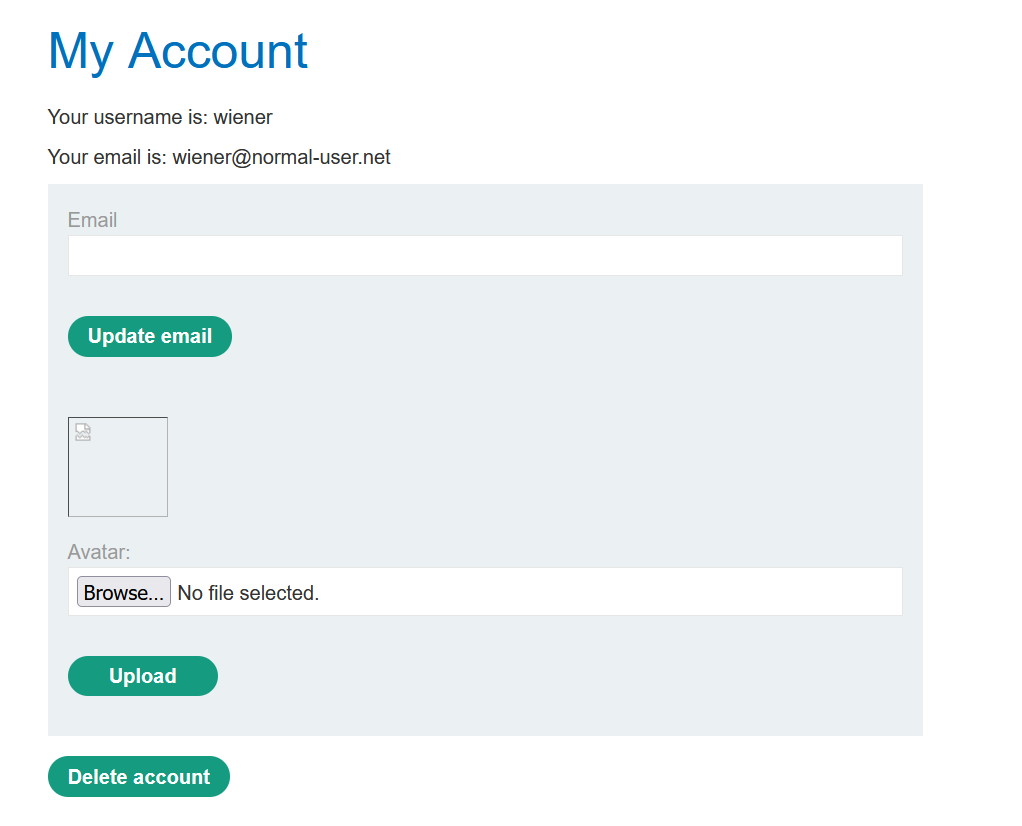 My Account
Your username is: wiener
Your email is: wiener@normal-user.net
Email
Update email
Avatar:
Browse... No file selected.
Upload
Delete account